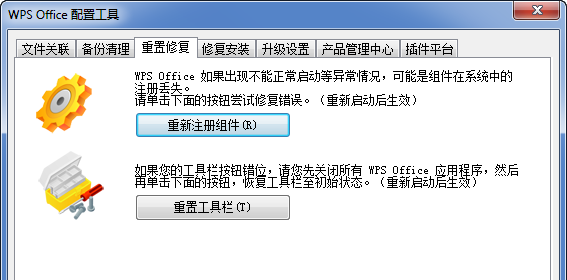 WPS Office 配置工具
文件关联 备份清理 重置修复 修复安装 升级设置 产品管理中心 插件平台
WPS Office 如果出现不能正常启动等异常情况，可能是组件在系统中的
注册丢失。
请单击下面的按钮尝试修复错误。（重新启动后生效）
重新注册组件(R)
如果您的工具栏按钮错位，请您先关闭所有 WPS Office 应用程序，然后
再单击下面的按钮，恢复工具栏至初始状态。（重新启动后生效）
重置工具栏(T)